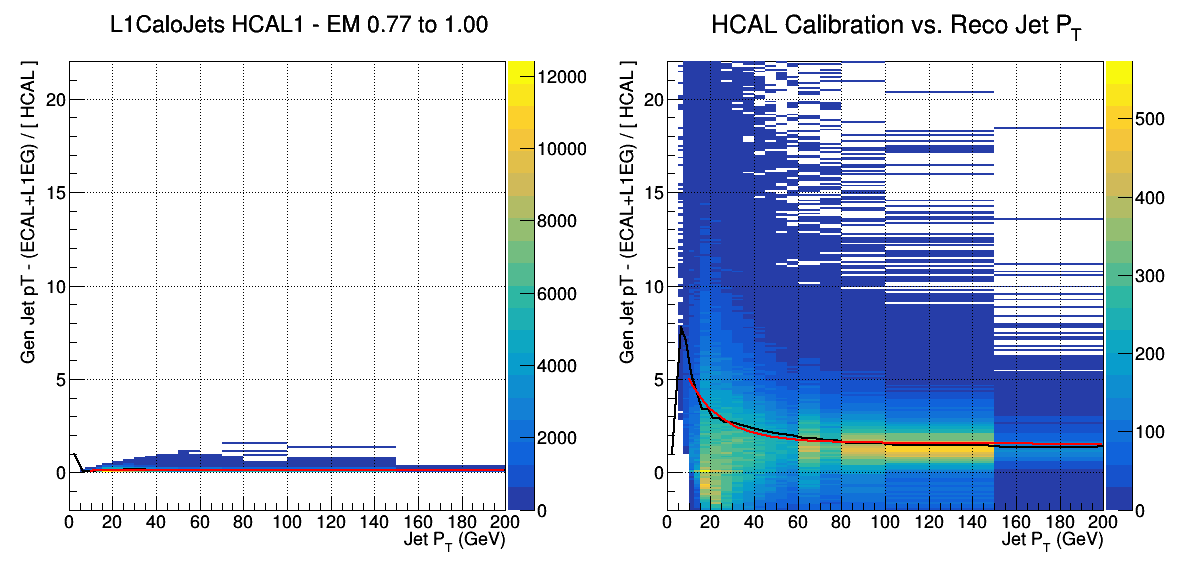 L1CaloJets HCAL1 - EM 0.77 to 1.00
Gen Jet pT - (ECAL+L1EG) / [ HCAL ]
20
15
10
5
0
0 20 40 60 80 100 120 140 160 180 200
Jet P_T (GeV)
12000
10000
8000
6000
4000
2000
0
HCAL Calibration vs. Reco Jet P_T
Gen Jet pT - (ECAL+L1EG) / [ HCAL ]
20
15
10
5
0
0 20 40 60 80 100 120 140 160 180 200
Jet P_T (GeV)
500
400
300
200
100
0